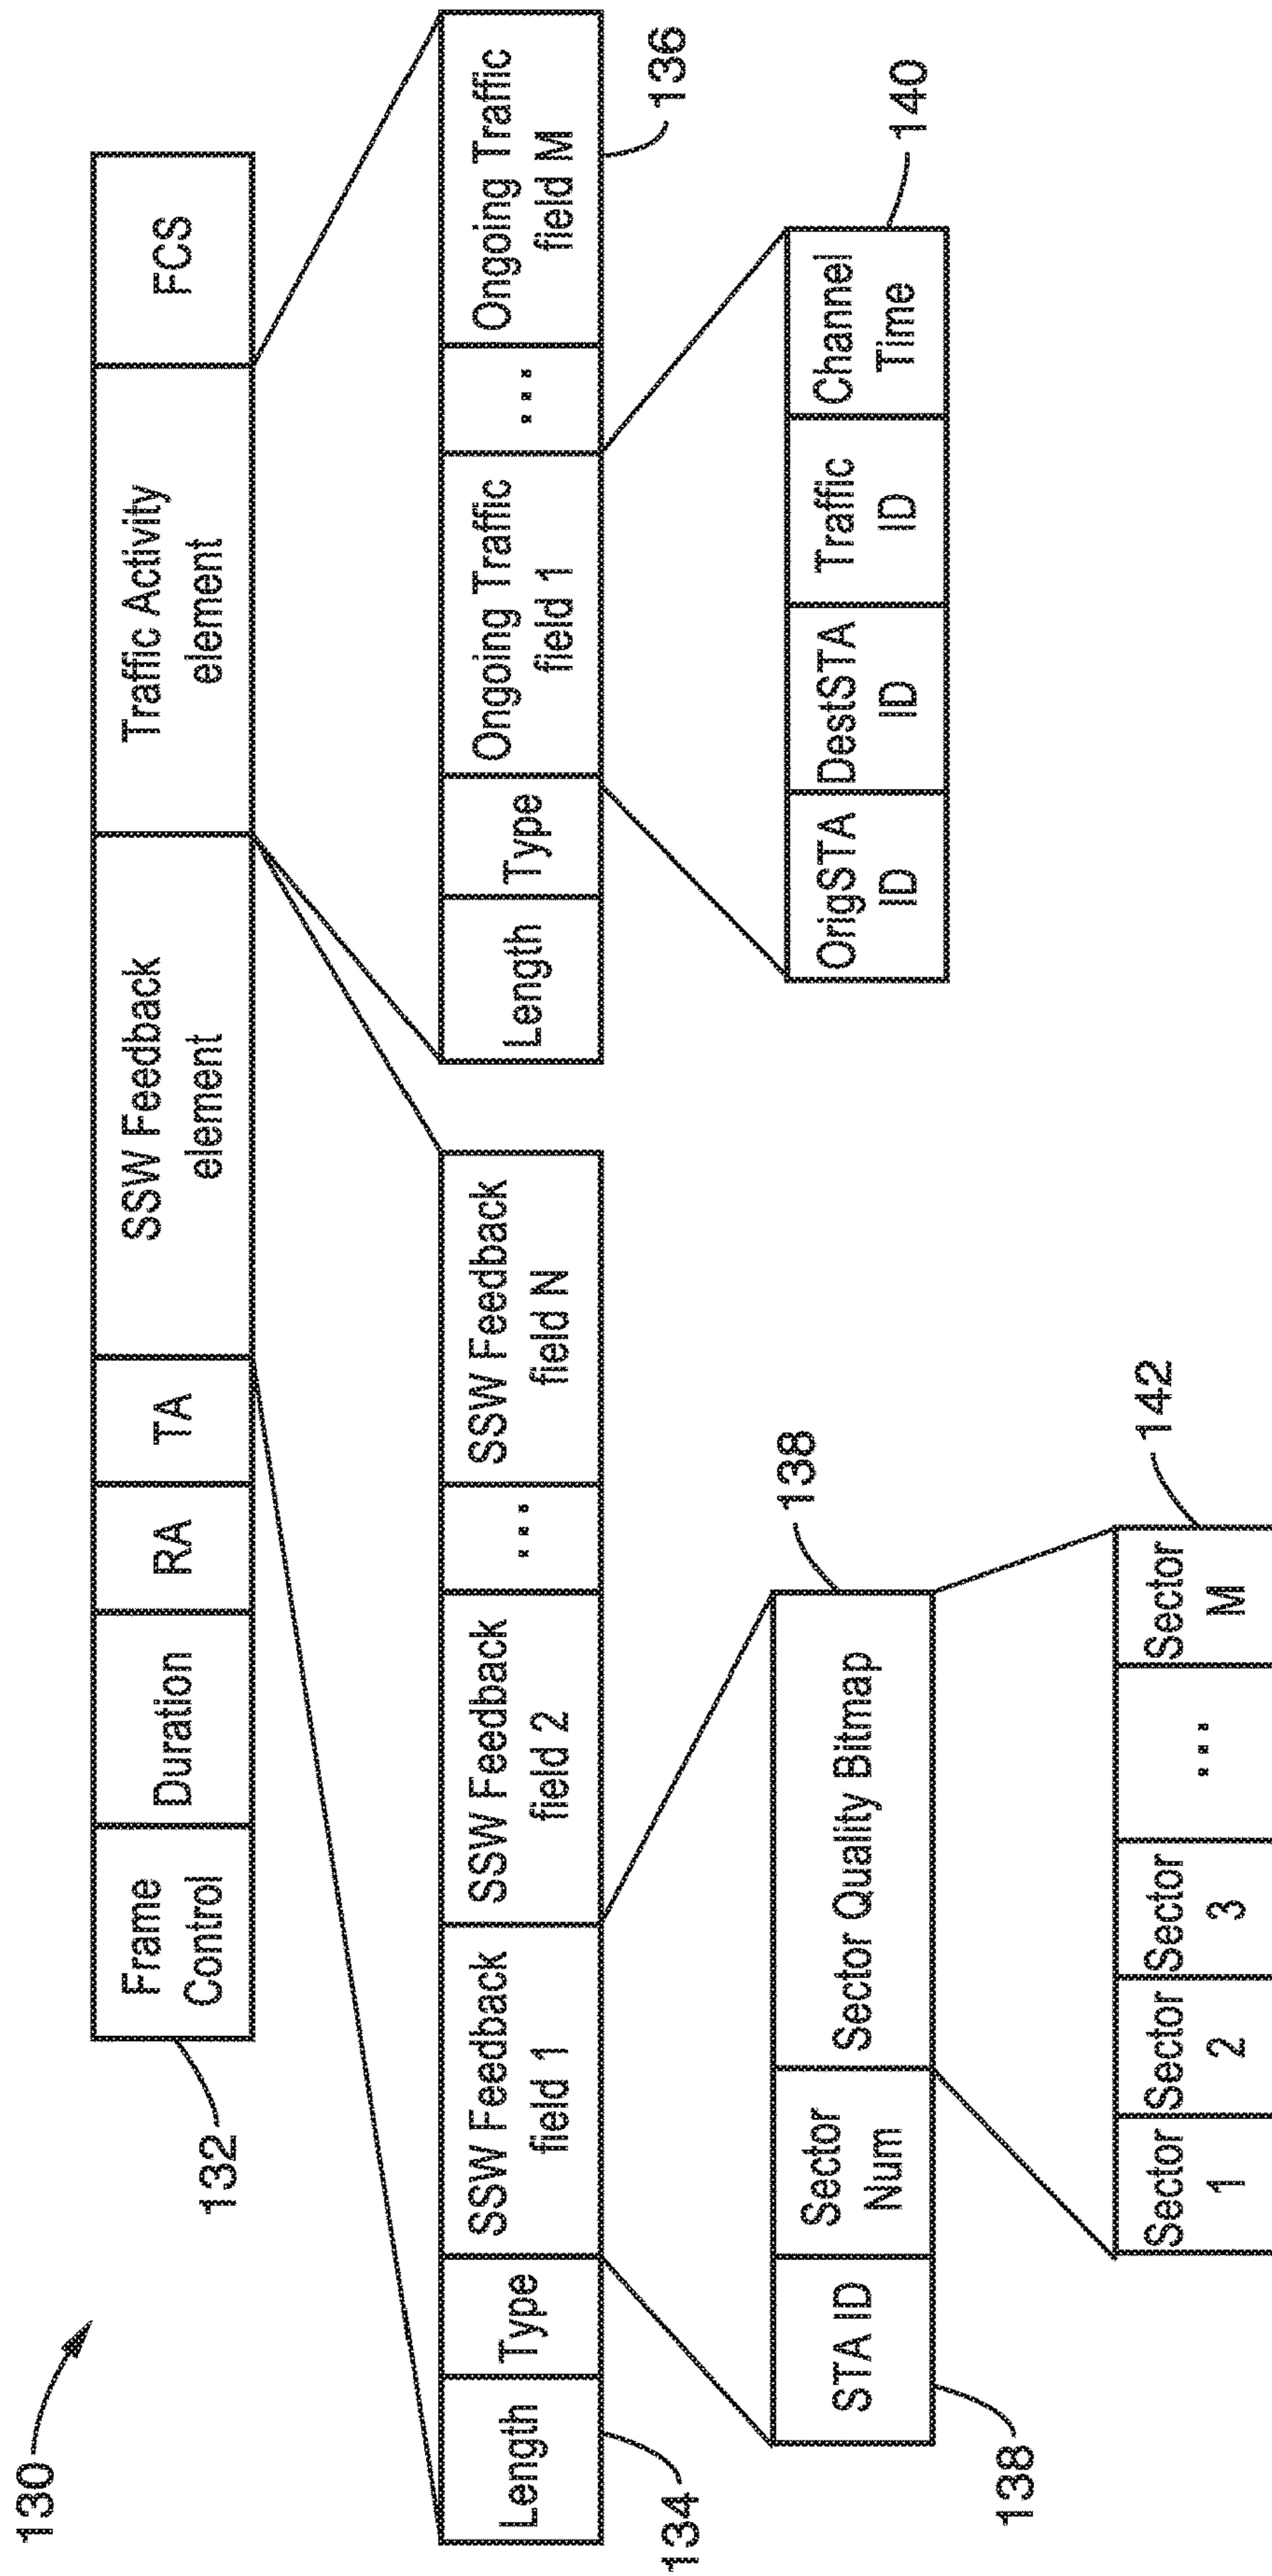 130
132
Frame
Control
Duration
RA
TA
SSW Feedback
element
Traffic Activity
element
FCS
134
Length
Type
SSW Feedback
field 1
SSW Feedback
field 2
...
SSW Feedback
field N
Length
Type
Ongoing Traffic
field 1
...
Ongoing Traffic
field M
136
138
STA ID
Sector
Num
Sector Quality Bitmap
138
OrigSTA
ID
DestSTA
ID
Traffic
ID
Channel
Time
140
Sector
1
Sector
2
Sector
3
...
Sector
M
142